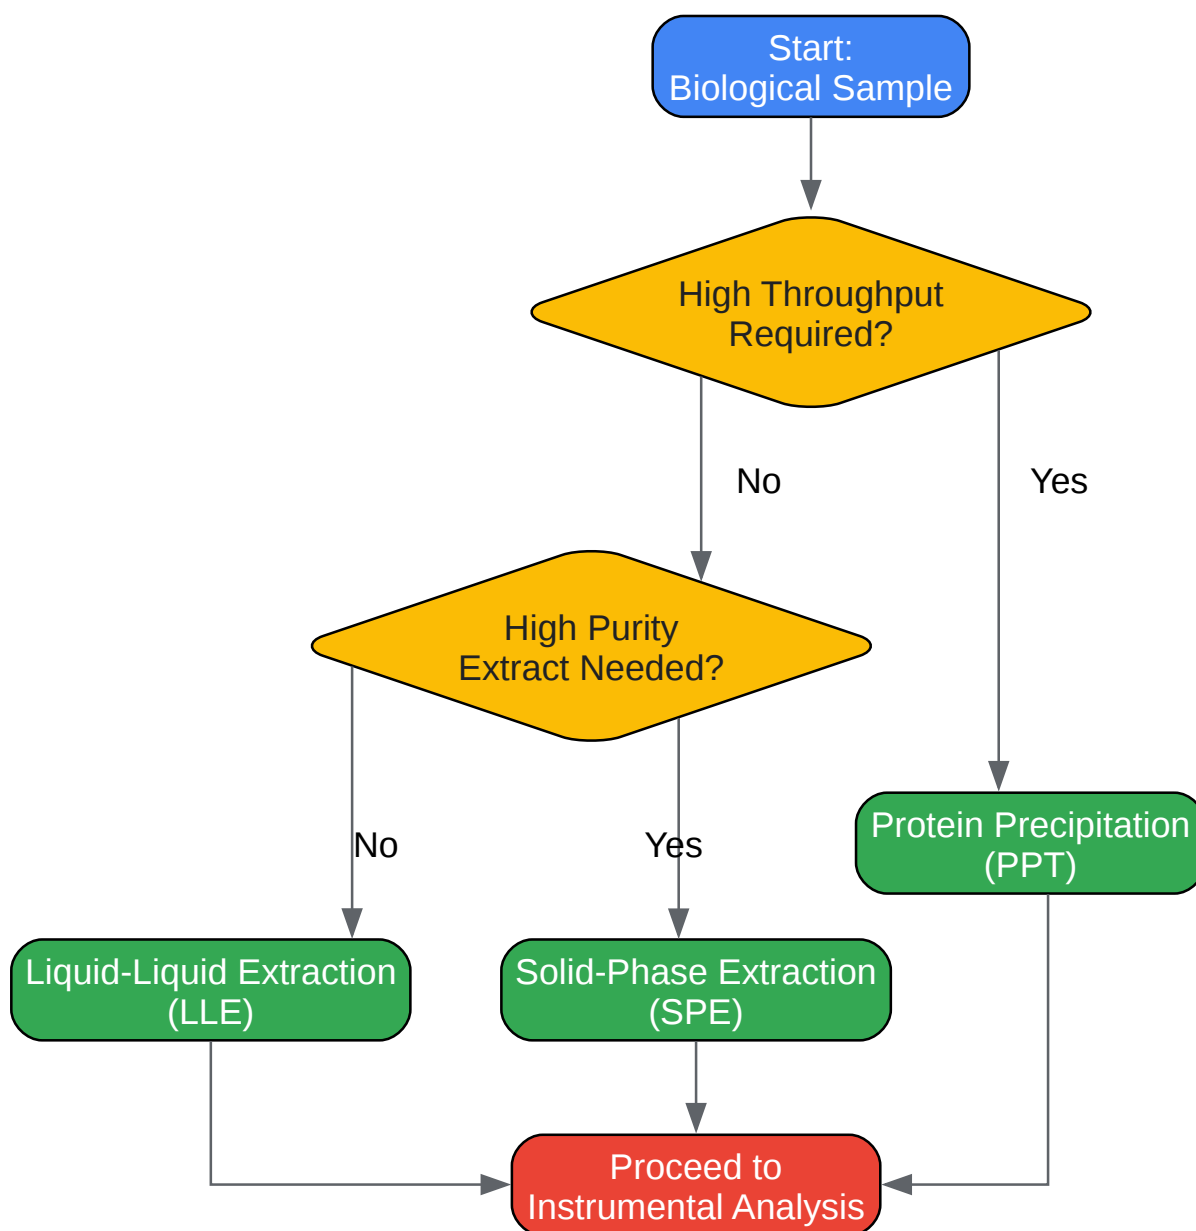 Start:
Biological Sample
High Throughput
Required?
No
Yes
High Purity
Extract Needed?
No
Yes
Protein Precipitation
(PPT)
Liquid-Liquid Extraction
(LLE)
Solid-Phase Extraction
(SPE)
Proceed to
Instrumental Analysis